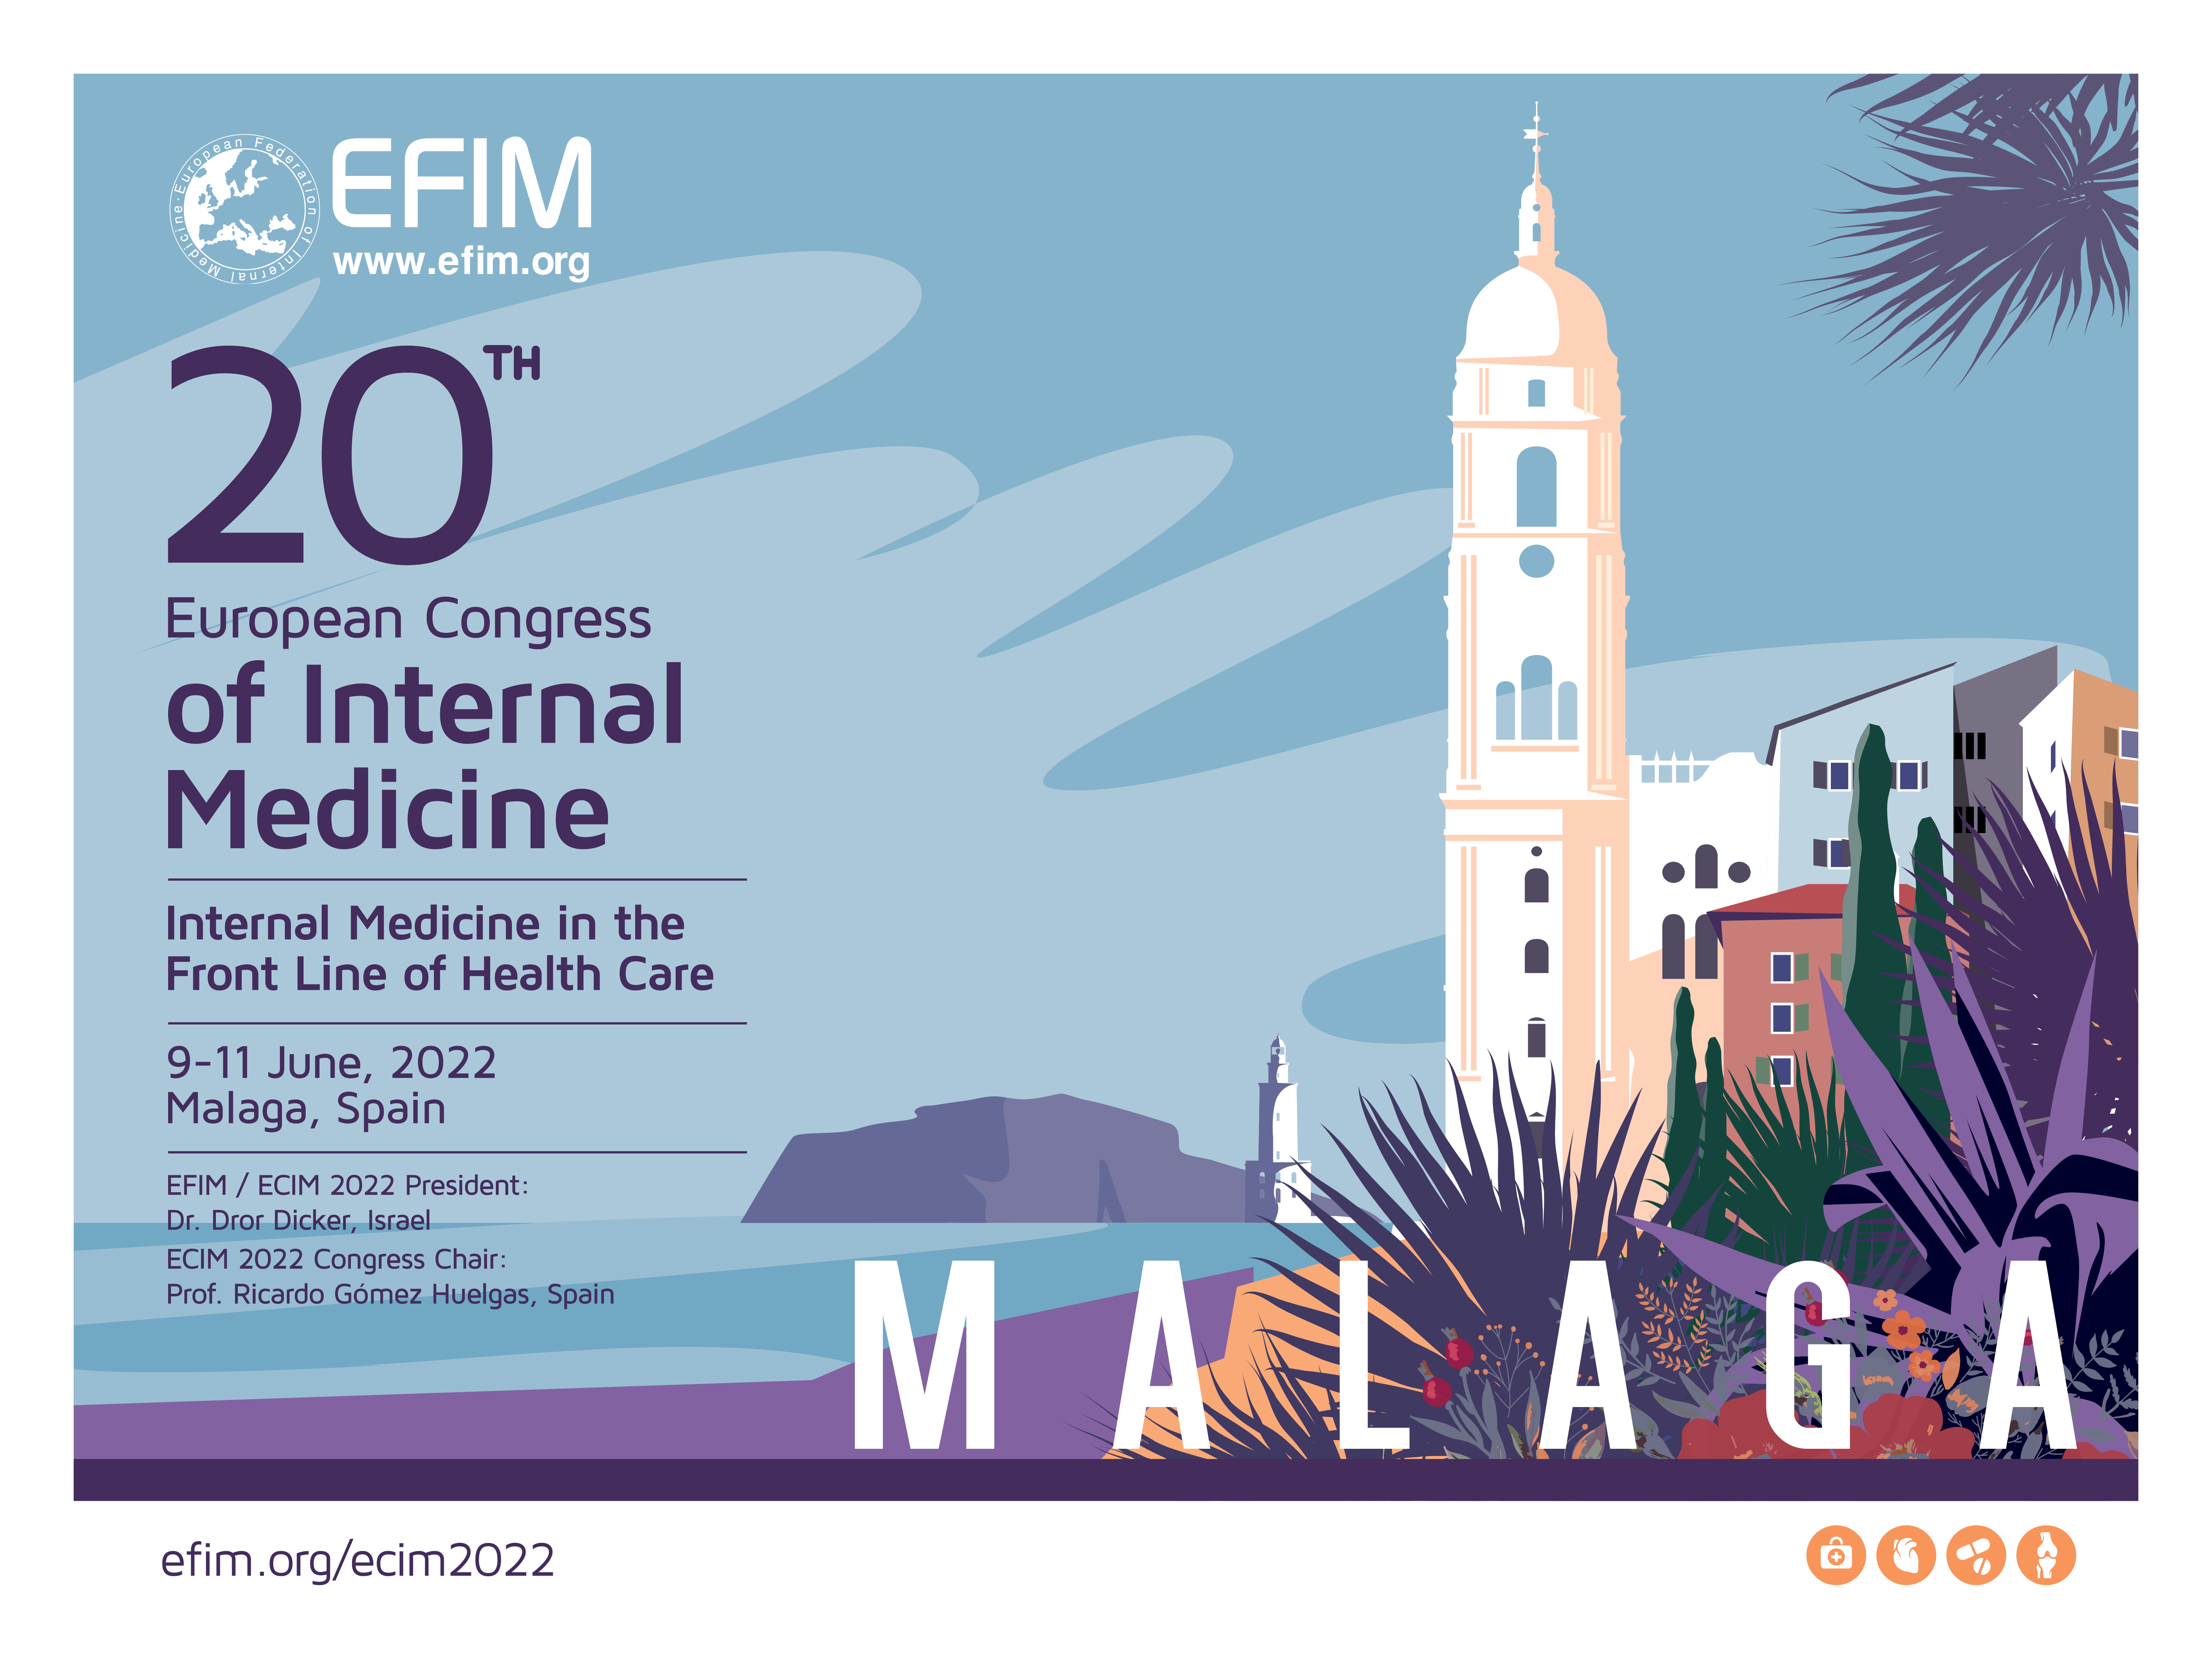 European Federation of Internal Medicine
EFIM
www.efim.org
20TH
European Congress
of Internal
Medicine
Internal Medicine in the
Front Line of Health Care
9-11 June, 2022
Malaga, Spain
EFIM / ECIM 2022 President:
Dr. Dror Dicker, Israel
ECIM 2022 Congress Chair:
Prof. Ricardo Gómez Huelgas, Spain
MALAGA
efim.org/ecim2022